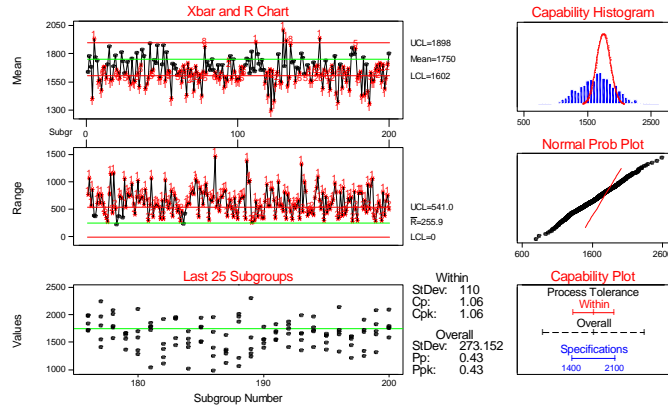 Xbar and R Chart
Mean
2050
1800
1550
1300
UCL=1898
Mean=1750
LCL=1602
Subgr
0
100
200
Range
1500
1000
500
0
UCL=541.0
R=255.9
LCL=0
Last 25 Subgroups
Values
2500
2000
1500
1000
180
190
200
Subgroup Number
Within
StDev: 110
Cp: 1.06
Cpk: 1.06
Overall
StDev: 273.152
Pp: 0.43
Ppk: 0.43
Capability Histogram
500
1500
2500
Normal Prob Plot
600
1600
2600
Capability Plot
Process Tolerance
Within
Overall
Specifications
1400
2100